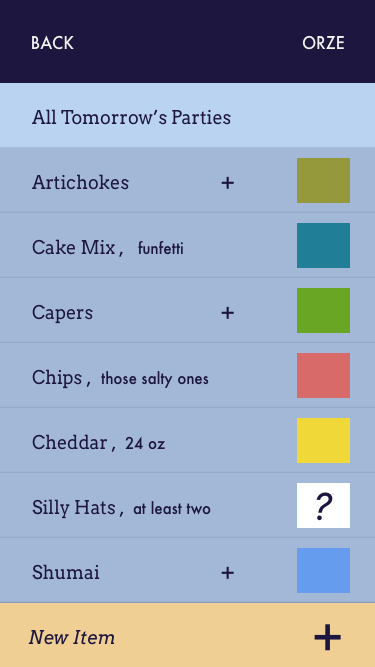 BACK ORZE
All Tomorrow’s Parties
Artichokes +
Cake Mix, funfetti
Capers +
Chips, those salty ones
Cheddar, 24 oz
Silly Hats, at least two ?
Shumai +
New Item +